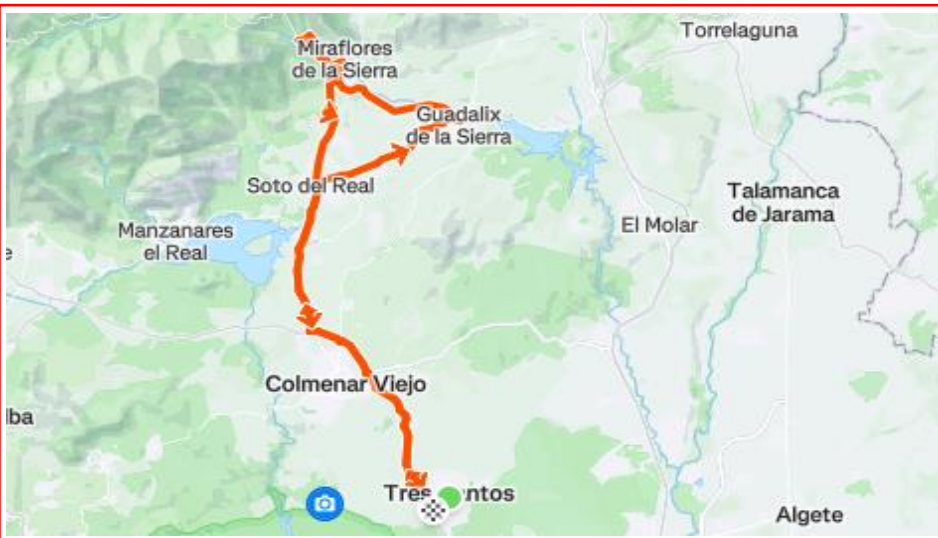 Torrelaguna
Miraflores
de la Sierra
Guadalix
de la Sierra
Soto del Real
Talamanca
de Jarama
Manzanares
el Real
El Molar
Colmenar Viejo
Algete